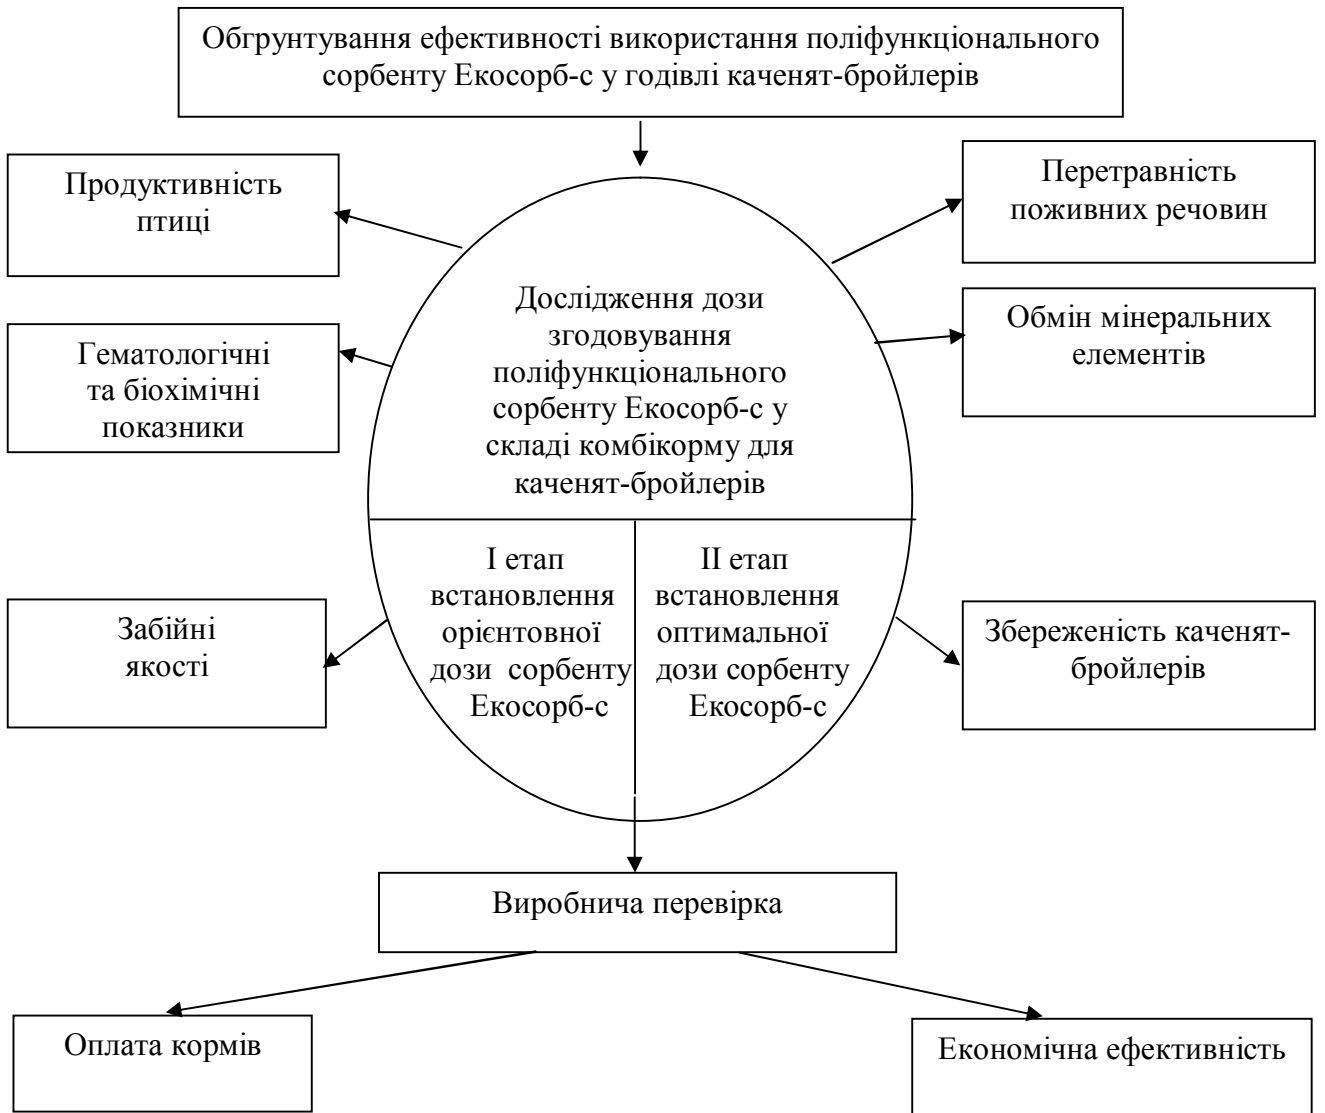 Обгрунтування ефективності використання поліфункціонального
сорбенту Екосорб-с у годівлі каченят-бройлерів
Продуктивність
птиці
Перетравність
поживних речовин
Гематологічні
та біохімічні
показники
Обмін мінеральних
елементів
Дослідження дози
згодовування
поліфункціонального
сорбенту Екосорб-с у
складі комбікорму для
каченят-бройлерів
І етап
встановлення
орієнтовної
дози сорбенту
Екосорб-с
ІІ етап
встановлення
оптимальної
дози сорбенту
Екосорб-с
Забійні
якості
Збереженість каченят-
бройлерів
Виробнича перевірка
Оплата кормів
Економічна ефективність